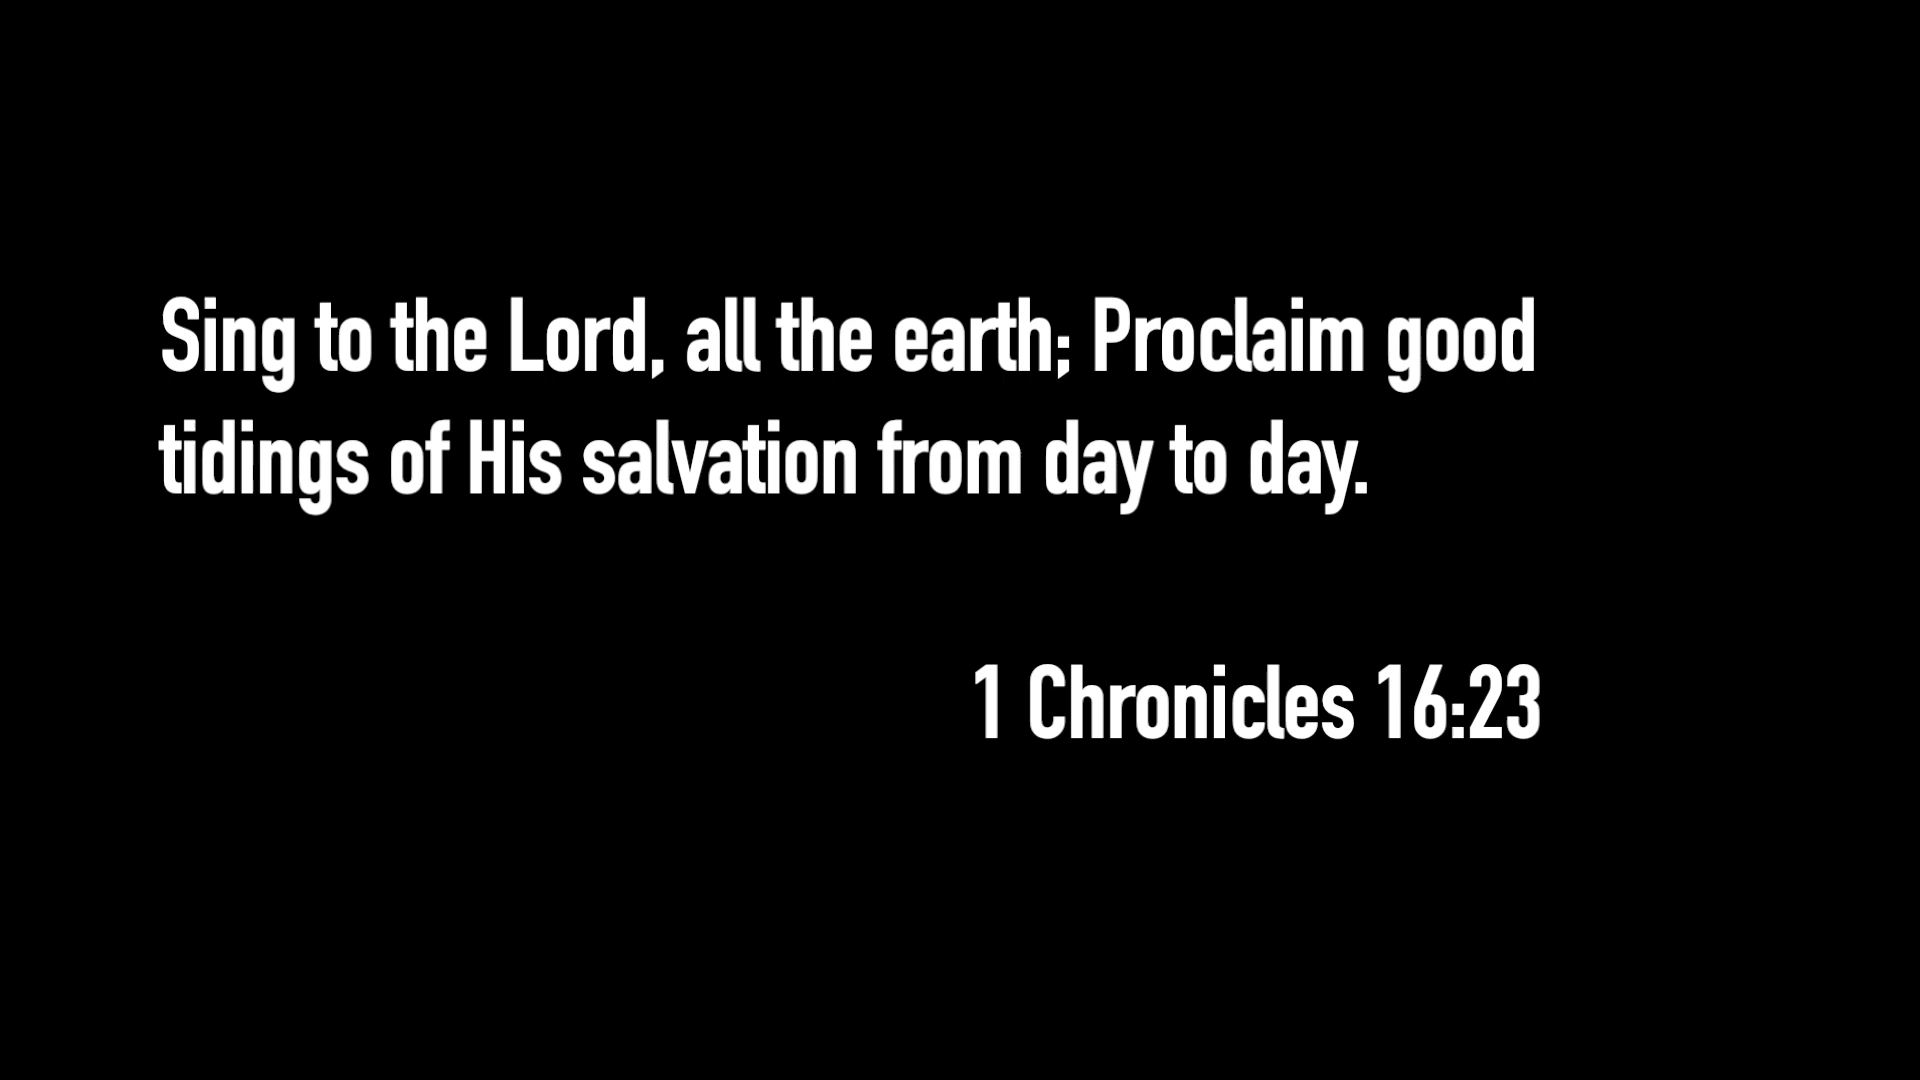 Sing to the Lord, all the earth; Proclaim good
tidings of His salvation from day to day.
1 Chronicles 16:23